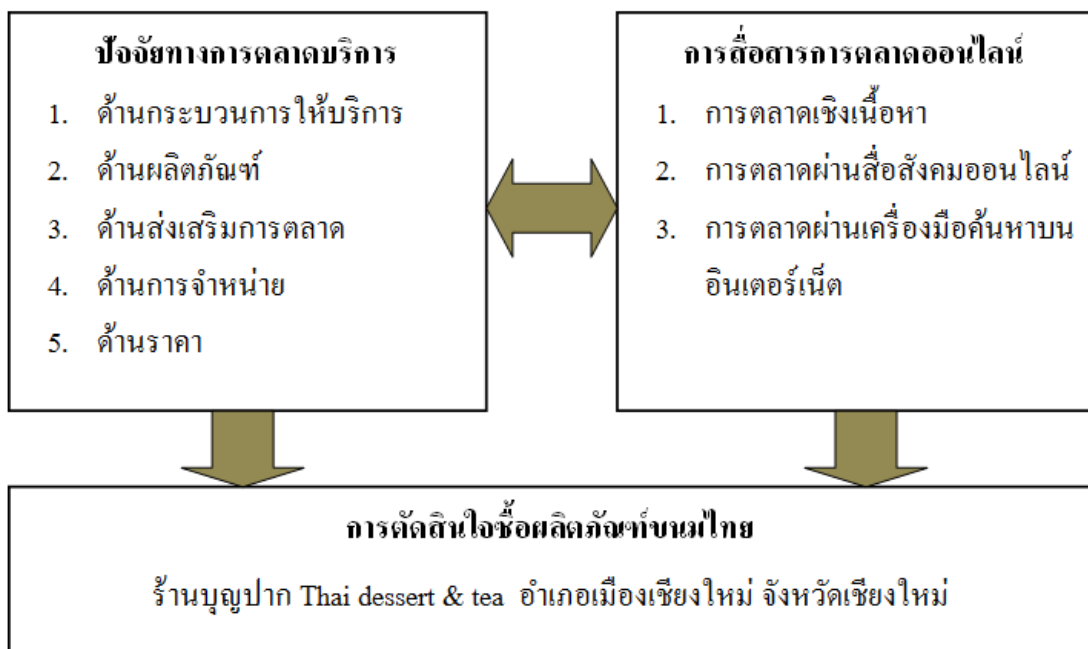 ปัจจัยทางการตลาดบริการ
1. ด้านกระบวนการให้บริการ
2. ด้านผลิตภัณฑ์
3. ด้านส่งเสริมการตลาด
4. ด้านการจำหน่าย
5. ด้านราคา
การสื่อสารการตลาดออนไลน์
1. การตลาดเชิงเนื้อหา
2. การตลาดผ่านสื่อสังคมออนไลน์
3. การตลาดผ่านเครื่องมือค้นหาบน
อินเตอร์เน็ต
การตัดสินใจซื้อผลิตภัณฑ์ขนมไทย
ร้านบุญปาก Thai dessert & tea อำเภอเมืองเชียงใหม่ จังหวัดเชียงใหม่